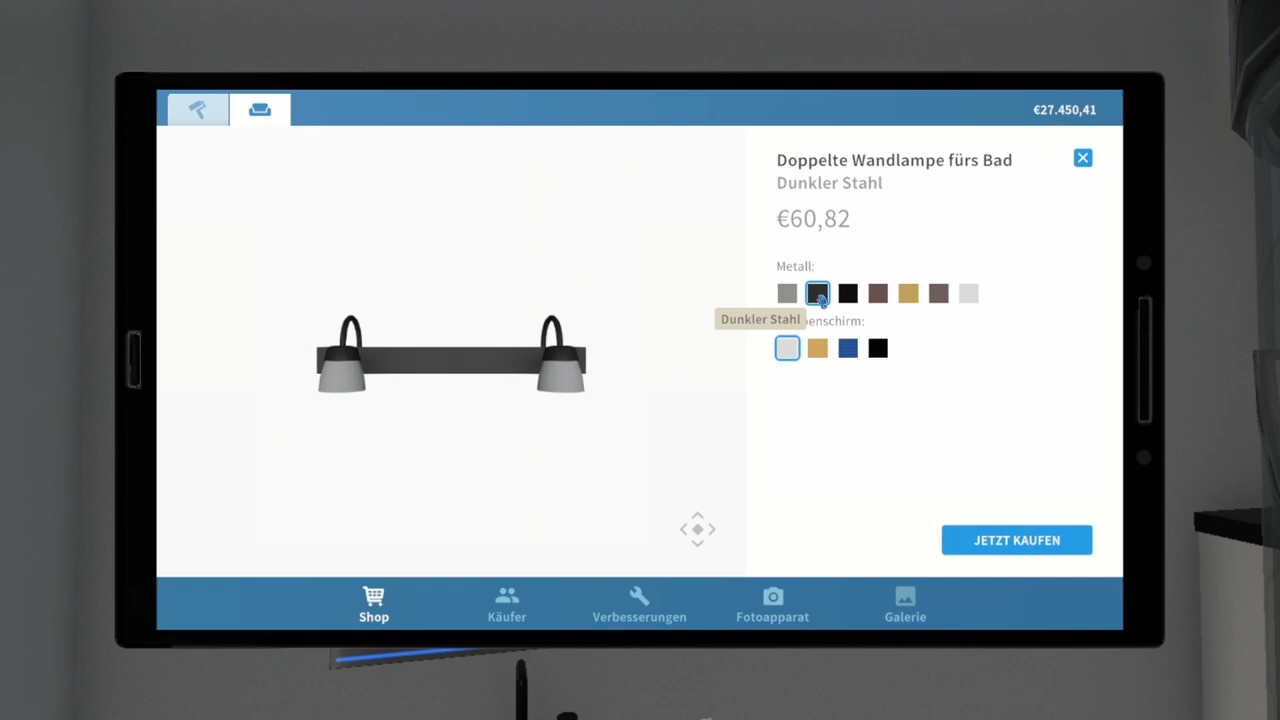 €27.450,41
Doppelte Wandlampe fürs Bad
Dunkler Stahl
€60,82
Metall:
Dunkler Stahl
enschirm:
JETZT KAUFEN
Shop
Käufer
Verbesserungen
Fotoapparat
Galerie